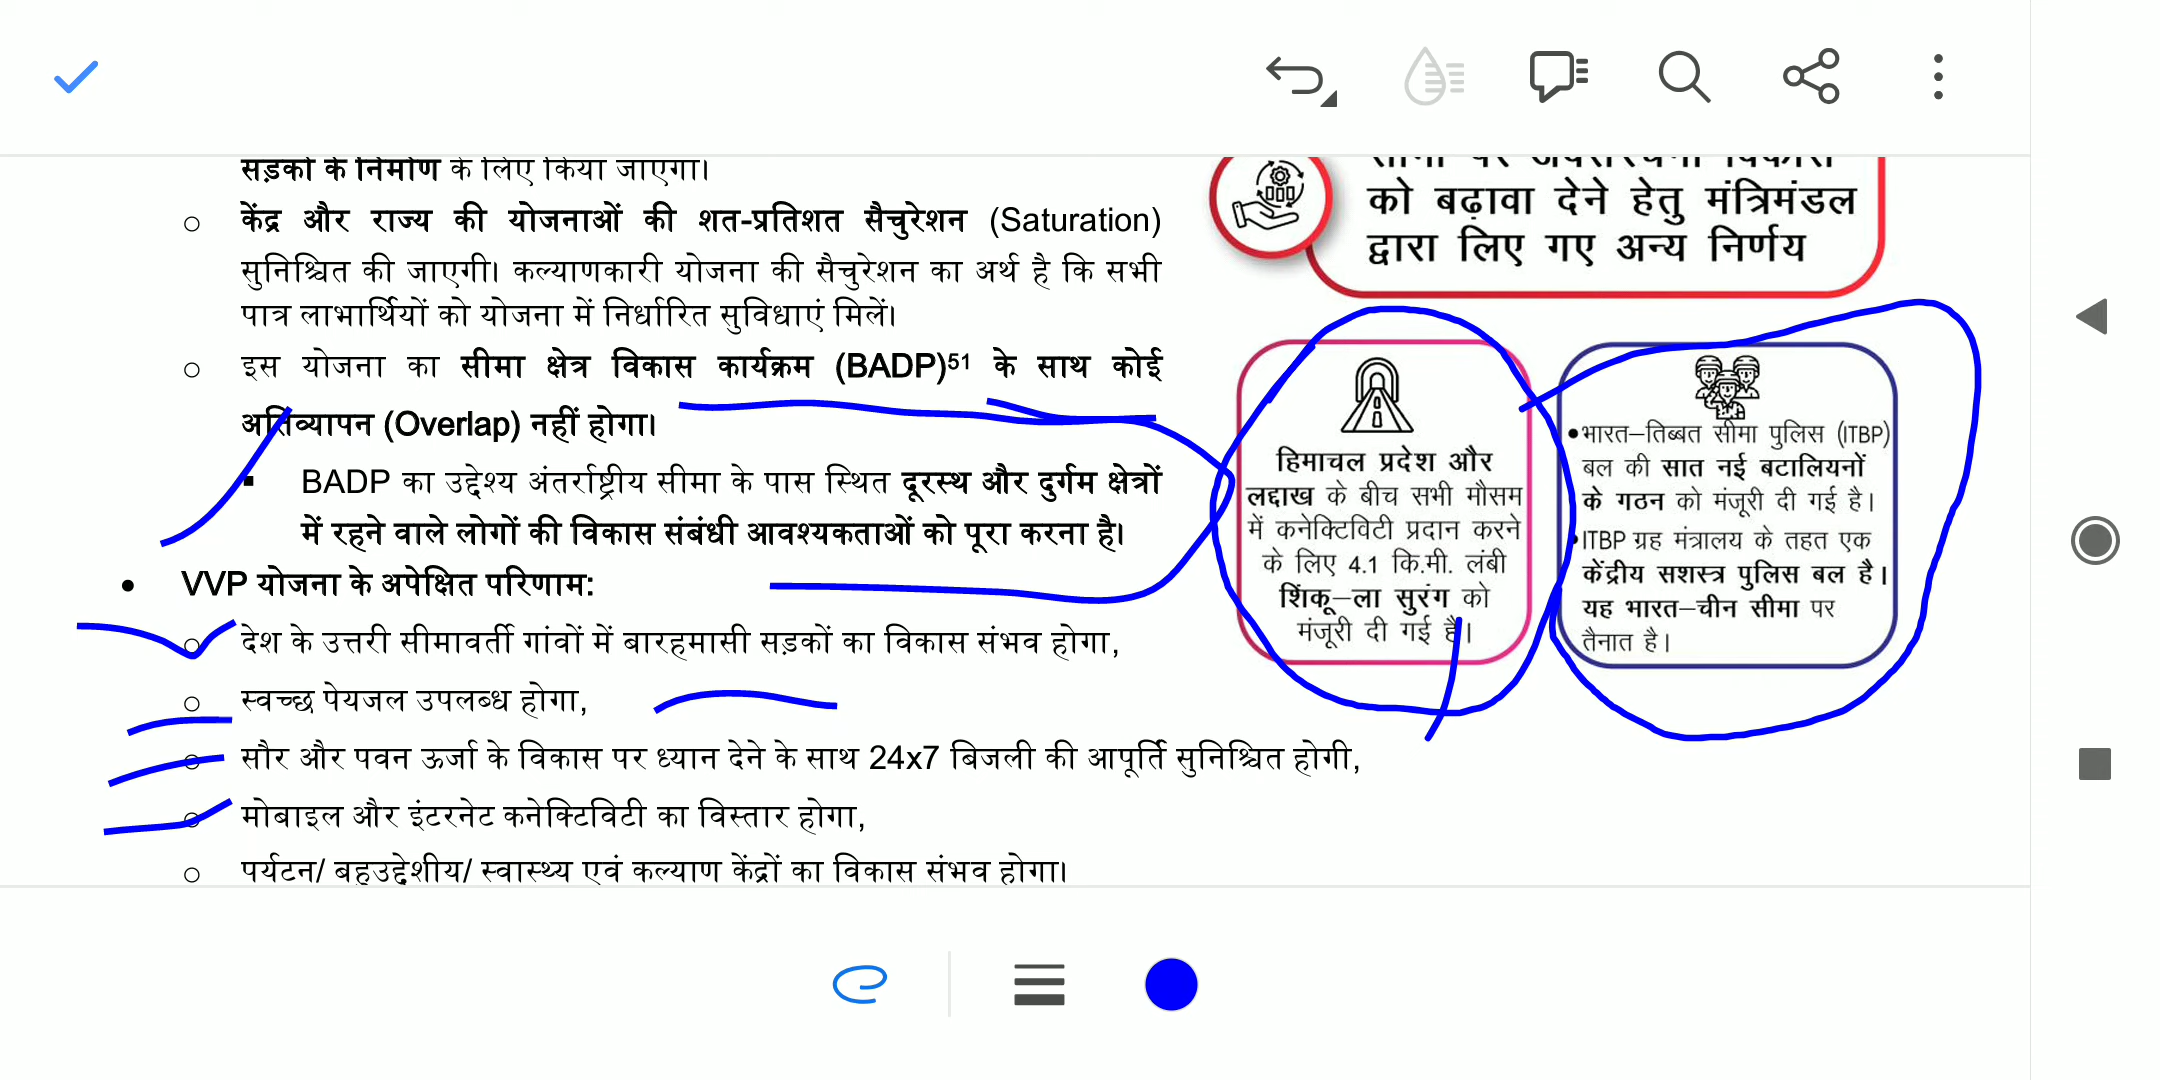 सड़कों के निर्माण के लिए किया जाएगा।
○ केंद्र और राज्य की योजनाओं की शत-प्रतिशत सैचुरेशन (Saturation)
सुनिश्चित की जाएगी। कल्याणकारी योजना की सैचुरेशन का अर्थ है कि सभी
पात्र लाभार्थियों को योजना में निर्धारित सुविधाएं मिलें।
○ इस योजना का सीमा क्षेत्र विकास कार्यक्रम (BADP)51 के साथ कोई
अतिव्यापन (Overlap) नहीं होगा।
▪ BADP का उद्देश्य अंतर्राष्ट्रीय सीमा के पास स्थित दूरस्थ और दुर्गम क्षेत्रों
में रहने वाले लोगों की विकास संबंधी आवश्यकताओं को पूरा करना है।
• VVP योजना के अपेक्षित परिणाम:
○ देश के उत्तरी सीमावर्ती गांवों में बारहमासी सड़कों का विकास संभव होगा,
○ स्वच्छ पेयजल उपलब्ध होगा,
○ सौर और पवन ऊर्जा के विकास पर ध्यान देने के साथ 24x7 बिजली की आपूर्ति सुनिश्चित होगी,
○ मोबाइल और इंटरनेट कनेक्टिविटी का विस्तार होगा,
○ पर्यटन/ बहुउद्देशीय/ स्वास्थ्य एवं कल्याण केंद्रों का विकास संभव होगा।
सीमा पर अवसंरचना विकास
को बढ़ावा देने हेतु मंत्रिमंडल
द्वारा लिए गए अन्य निर्णय
हिमाचल प्रदेश और
लद्दाख के बीच सभी मौसम
में कनेक्टिविटी प्रदान करने
के लिए 4.1 कि.मी. लंबी
शिंकू–ला सुरंग को
मंजूरी दी गई है।
•भारत–तिब्बत सीमा पुलिस (ITBP)
बल की सात नई बटालियनों
के गठन को मंजूरी दी गई है।
•ITBP ग्रह मंत्रालय के तहत एक
केंद्रीय सशस्त्र पुलिस बल है।
यह भारत–चीन सीमा पर
तैनात है।